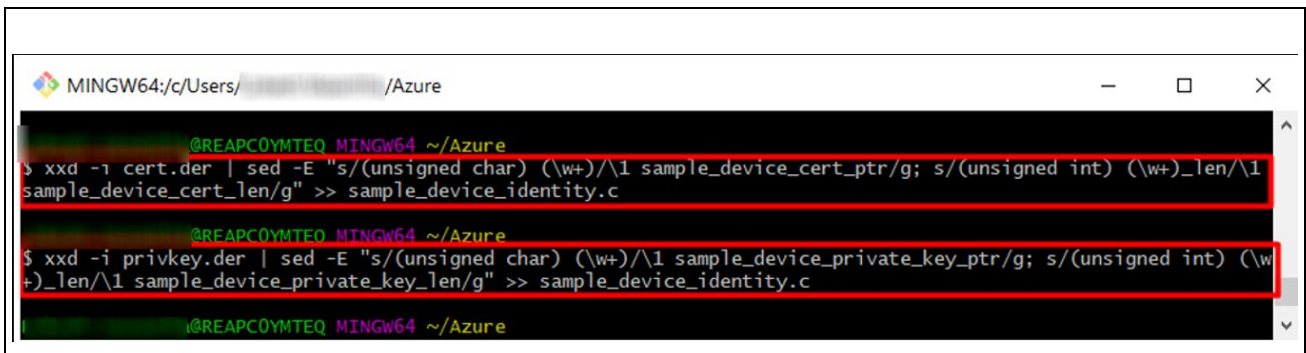 MINGW64:/c/Users/ /Azure
@REAPC0YMTEQ MINGW64 ~/Azure
$ xxd -i cert.der | sed -E "s/(unsigned char) (\w+)/\1 sample_device_cert_ptr/g; s/(unsigned int) (\w+)_len/\1
sample_device_cert_len/g" >> sample_device_identity.c
@REAPC0YMTEQ MINGW64 ~/Azure
$ xxd -i privkey.der | sed -E "s/(unsigned char) (\w+)/\1 sample_device_private_key_ptr/g; s/(unsigned int) (\w
+)_len/\1 sample_device_private_key_len/g" >> sample_device_identity.c
@REAPC0YMTEQ MINGW64 ~/Azure